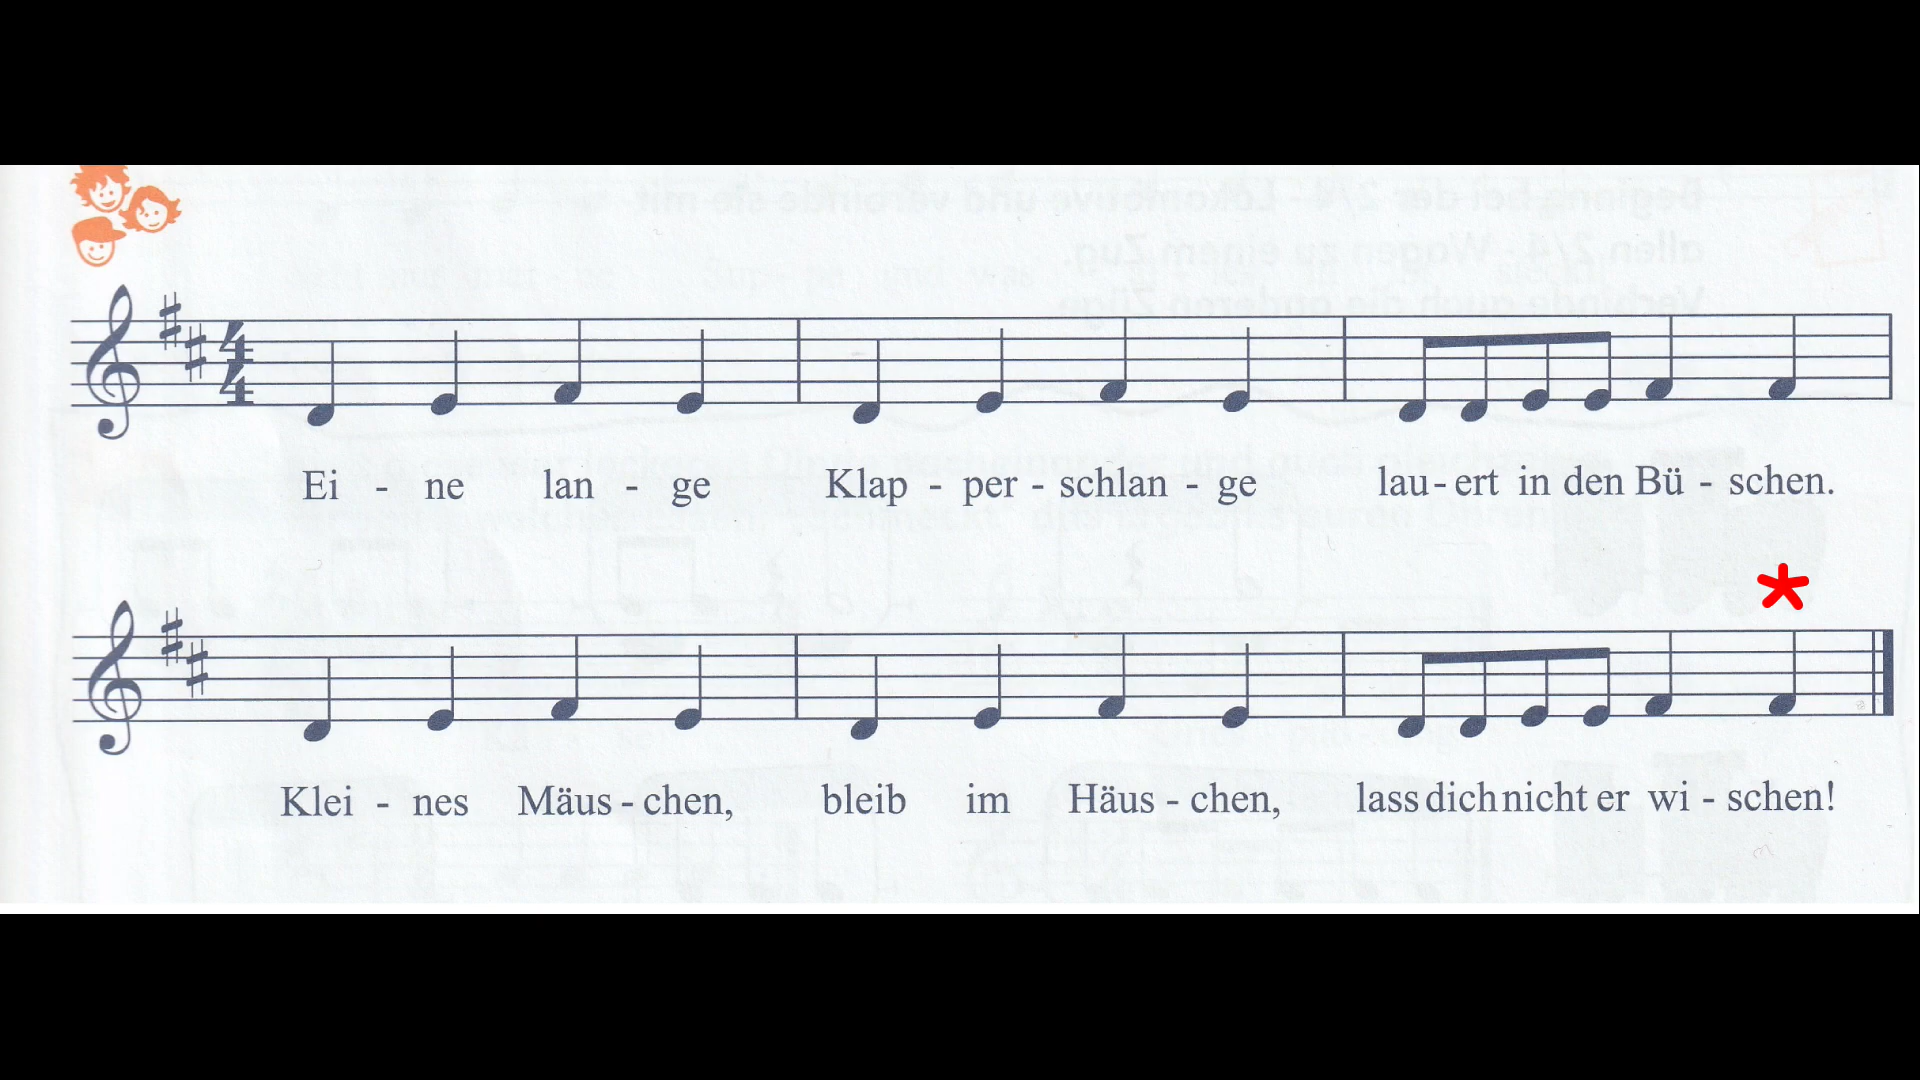 4/4
Ei - ne lan - ge Klap - per - schlan - ge lau - ert in den Bü - schen.
Klei - nes Mäus - chen, bleib im Häus - chen, lass dich nicht er wi - schen!